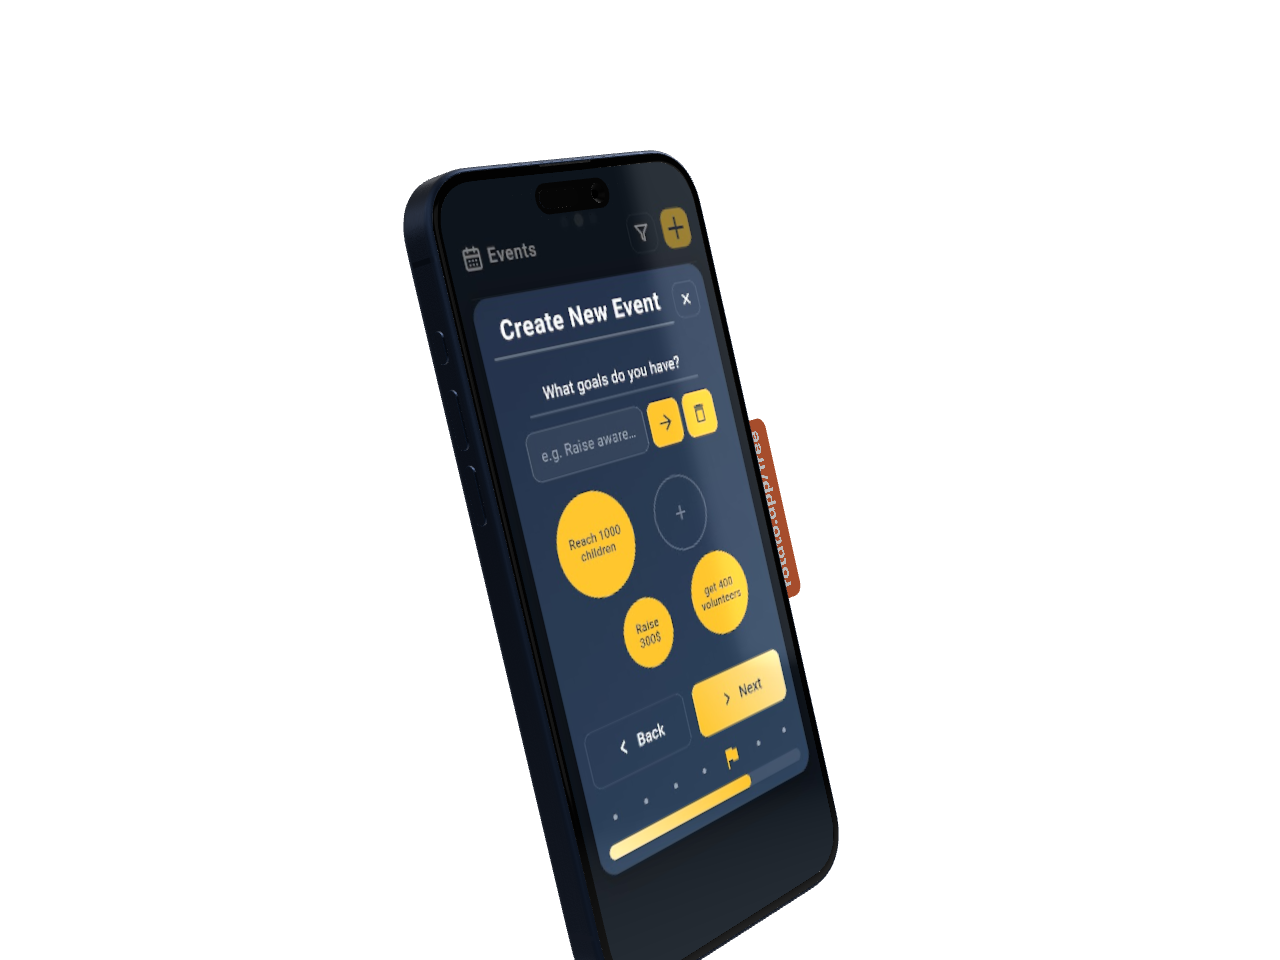 Events
Create New Event
What goals do you have?
e.g. Raise aware...
Reach 1000
children
get 400
volunteers
Raise
300$
Back
Next
rotato.app/free